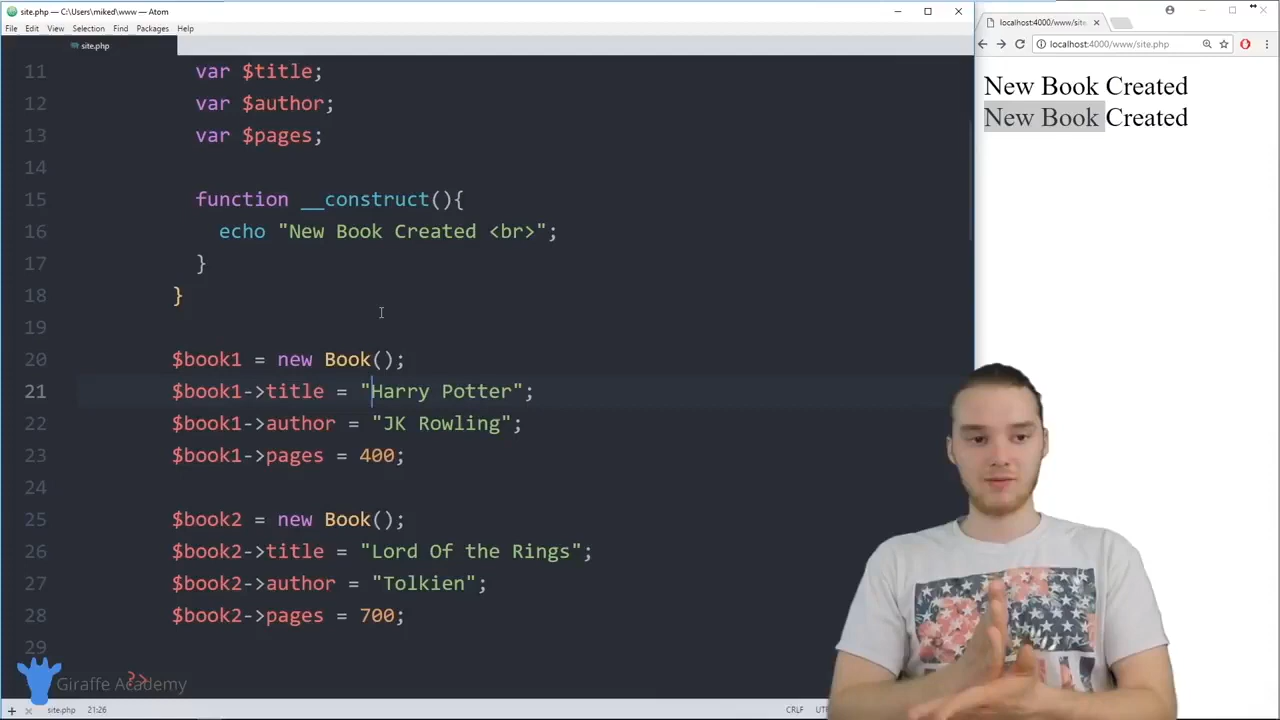 site.php — C:\Users\miked\www — Atom
File Edit View Selection Find Packages Help
site.php
11 var $title;
12 var $author;
13 var $pages;
14
15 function __construct(){
16 echo "New Book Created <br>";
17 }
18 }
19
20 $book1 = new Book();
21 $book1->title = "Harry Potter";
22 $book1->author = "JK Rowling";
23 $book1->pages = 400;
24
25 $book2 = new Book();
26 $book2->title = "Lord Of the Rings";
27 $book2->author = "Tolkien";
28 $book2->pages = 700;
29
?>
Giraffe Academy
site.php 21:26
CRLF
localhost:4000/www/site
localhost:4000/www/site.php
New Book Created
New Book Created